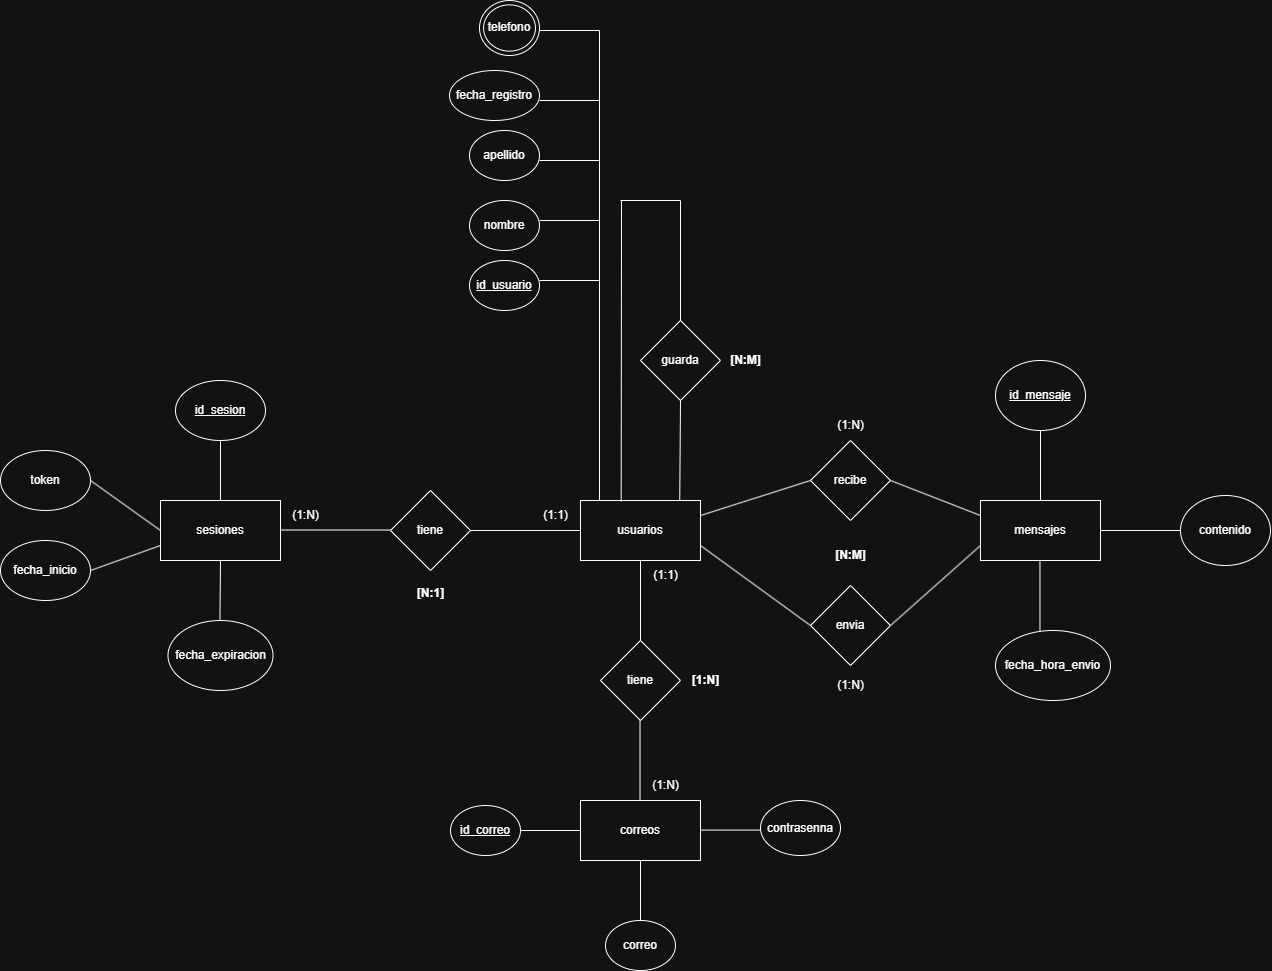 telefono
fecha_registro
apellido
nombre
id_usuario
guarda
[N:M]
id_mensaje
id_sesion
(1:N)
token
recibe
(1:N)
(1:1)
sesiones
tiene
usuarios
mensajes
contenido
[N:M]
fecha_inicio
(1:1)
[N:1]
envia
fecha_expiracion
fecha_hora_envio
tiene
[1:N]
(1:N)
(1:N)
id_correo
correos
contrasenna
correo